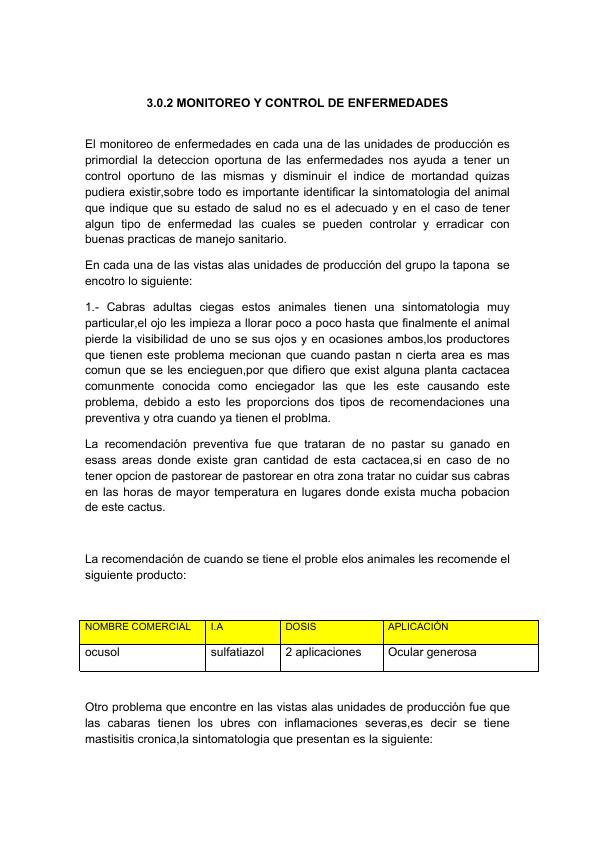 3.0.2 MONITOREO Y CONTROL DE ENFERMEDADES
El monitoreo de enfermedades en cada una de las unidades de producción es
primordial la deteccion oportuna de las enfermedades nos ayuda a tener un
control oportuno de las mismas y disminuir el indice de mortandad quizas
pudiera existir,sobre todo es importante identificar la sintomatologia del animal
que indique que su estado de salud no es el adecuado y en el caso de tener
algun tipo de enfermedad las cuales se pueden controlar y erradicar con
buenas practicas de manejo sanitario.
En cada una de las vistas alas unidades de producción del grupo la tapona se
encotro lo siguiente:
1.- Cabras adultas ciegas estos animales tienen una sintomatologia muy
particular,el ojo les impieza a llorar poco a poco hasta que finalmente el animal
pierde la visibilidad de uno se sus ojos y en ocasiones ambos,los productores
que tienen este problema mecionan que cuando pastan n cierta area es mas
comun que se les encieguen,por que difiero que exist alguna planta cactacea
comunmente conocida como enciegador las que les este causando este
problema, debido a esto les proporcions dos tipos de recomendaciones una
preventiva y otra cuando ya tienen el problma.
La recomendación preventiva fue que trataran de no pastar su ganado en
esass areas donde existe gran cantidad de esta cactacea,si en caso de no
tener opcion de pastorear de pastorear en otra zona tratar no cuidar sus cabras
en las horas de mayor temperatura en lugares donde exista mucha pobacion
de este cactus.
La recomendación de cuando se tiene el proble elos animales les recomende el
siguiente producto:
NOMBRE COMERCIAL I.A DOSIS APLICACIÓN
ocusol sulfatiazol 2 aplicaciones Ocular generosa
Otro problema que encontre en las vistas alas unidades de producción fue que
las cabaras tienen los ubres con inflamaciones severas,es decir se tiene
mastisitis cronica,la sintomatologia que presentan es la siguiente: